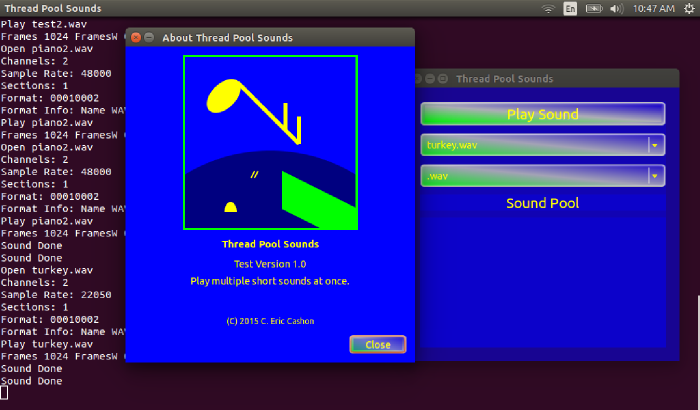 Thread Pool Sounds
En
10:47 AM
Play test2.wav
Frames 1024 FramesW
Open piano2.wav
Channels: 2
Sample Rate: 48000
Sections: 1
Format: 00010002
Format Info: Name WA
Play piano2.wav
Frames 1024 FramesW
Open piano2.wav
Channels: 2
Sample Rate: 48000
Sections: 1
Format: 00010002
Format Info: Name WA
Play piano2.wav
Frames 1024 FramesW
Sound Done
Sound Done
Open turkey.wav
Channels: 2
Sample Rate: 22050
Sections: 1
Format: 00010002
Format Info: Name WA
Play turkey.wav
Frames 1024 FramesW
Sound Done
Sound Done
About Thread Pool Sounds
Thread Pool Sounds
Test Version 1.0
Play multiple short sounds at once.
(C) 2015 C. Eric Cashon
Close
Thread Pool Sounds
Play Sound
turkey.wav
.wav
Sound Pool